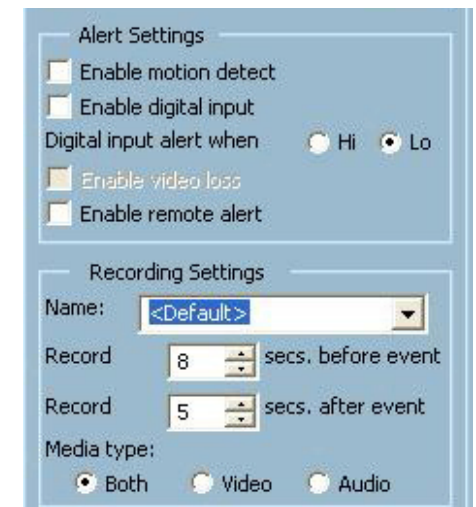 Alert Settings
Enable motion detect
Enable digital input
Digital input alert when Hi Lo
Enable video loss
Enable remote alert
Recording Settings
Name: <Default>
Record 8 secs. before event
Record 5 secs. after event
Media type:
Both Video Audio